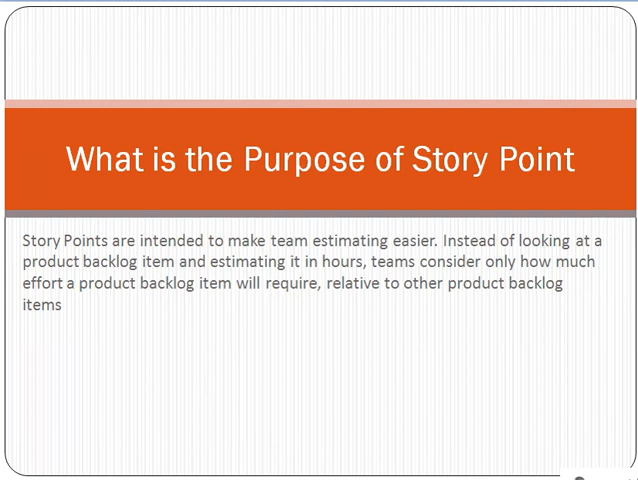 What is the Purpose of Story Point
Story Points are intended to make team estimating easier. Instead of looking at a
product backlog item and estimating it in hours, teams consider only how much
effort a product backlog item will require, relative to other product backlog
items